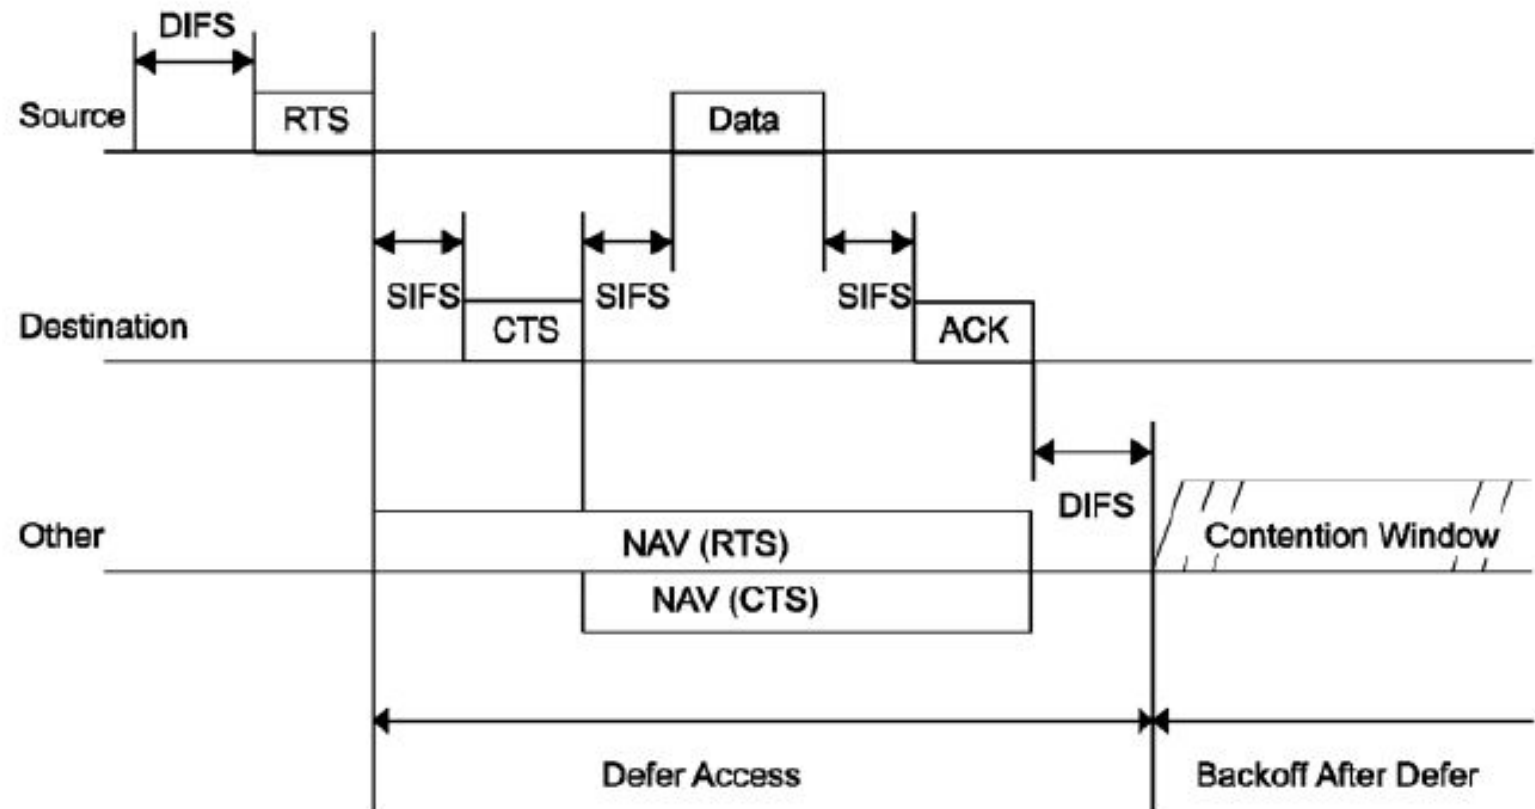 DIFS
Source
RTS
Data
SIFS
SIFS
SIFS
Destination
CTS
ACK
DIFS
Other
NAV (RTS)
Contention Window
NAV (CTS)
Defer Access
Backoff After Defer